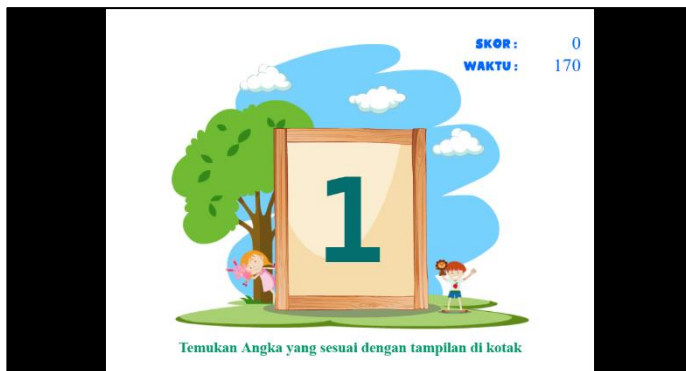 SKOR : 0
WAKTU : 170
1
Temukan Angka yang sesuai dengan tampilan di kotak